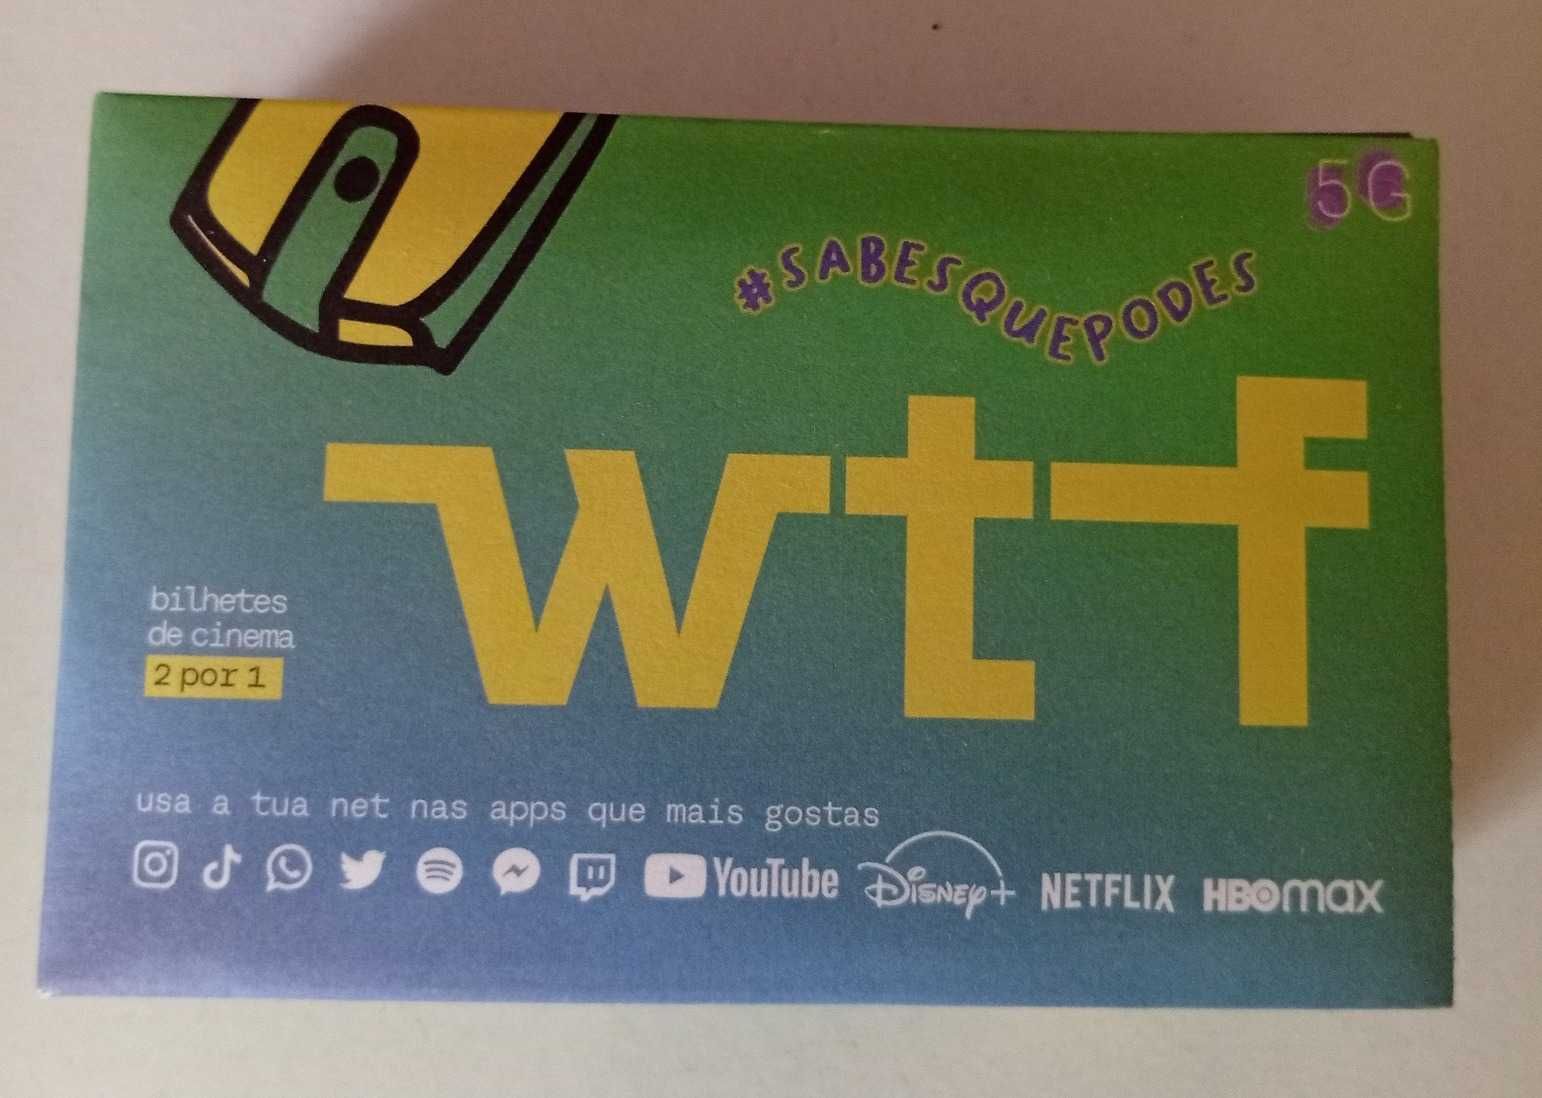 5G
#SABESQUEPODES
wtf
bilhetes
de cinema
2 por 1
usa a tua net nas apps que mais gostas
YouTube Disney+ NETFLIX HBOmax